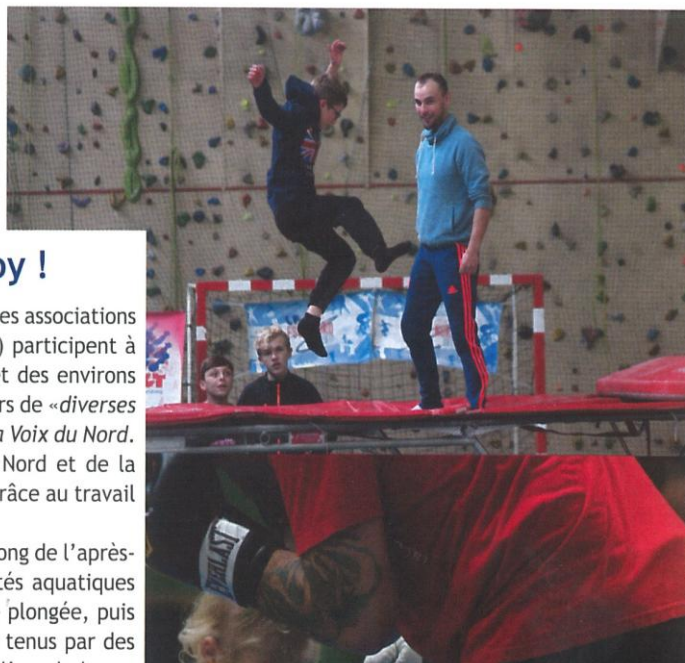 oy !
es associations
) participent à
et des environs
rs de «diverses
a Voix du Nord.
Nord et de la
râce au travail
ong de l’après-
tés aquatiques
plongée, puis
tenus par des
EVERLAST